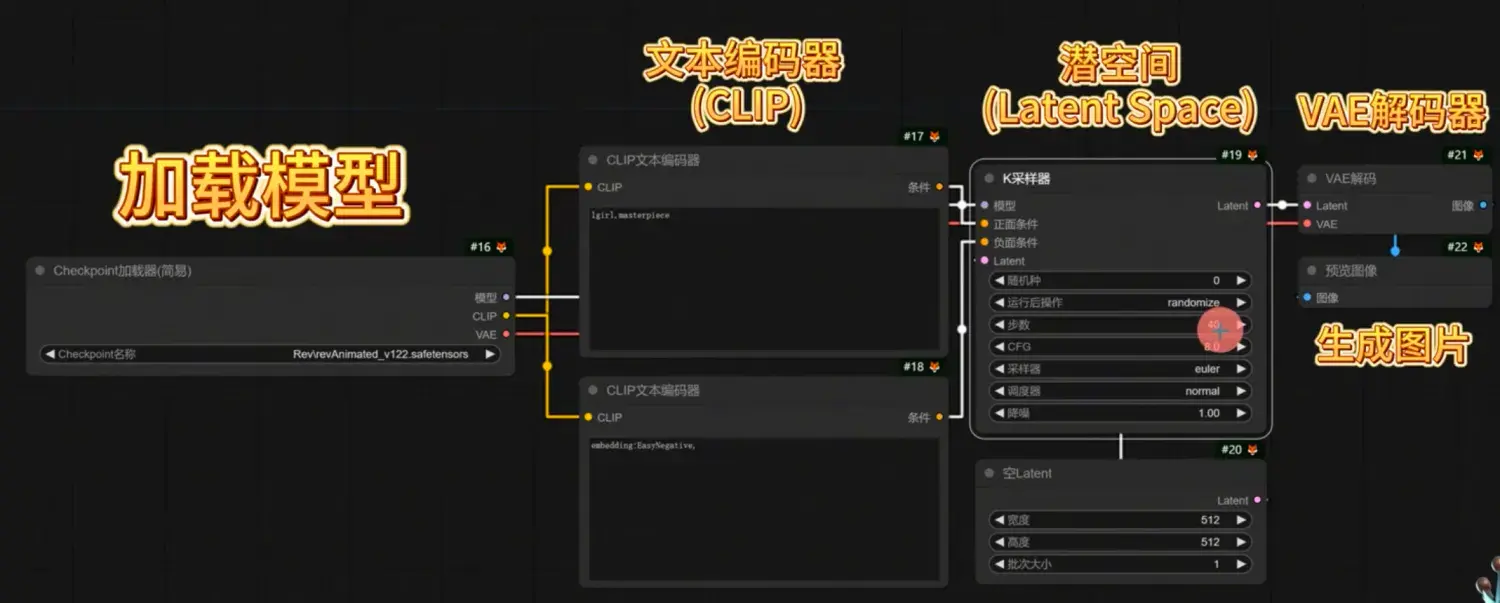 加载模型
#16
Checkpoint加载器(简易)
模型
CLIP
VAE
Checkpoint名称 Rev\revAnimated_v122.safetensors
文本编码器
(CLIP)
#17
CLIP文本编码器
CLIP 条件
1girl,masterpiece
#18
CLIP文本编码器
CLIP 条件
embedding:EasyNegative,
潜空间
(Latent Space)
#19
K采样器
模型 Latent
正面条件
负面条件
Latent
随机种 0
运行后操作 randomize
步数 40
CFG 8.0
采样器 euler
调度器 normal
降噪 1.00
#20
空Latent
Latent
宽度 512
高度 512
批次大小 1
VAE解码器
#21
VAE解码
Latent 图像
VAE
#22
预览图像
图像
生成图片